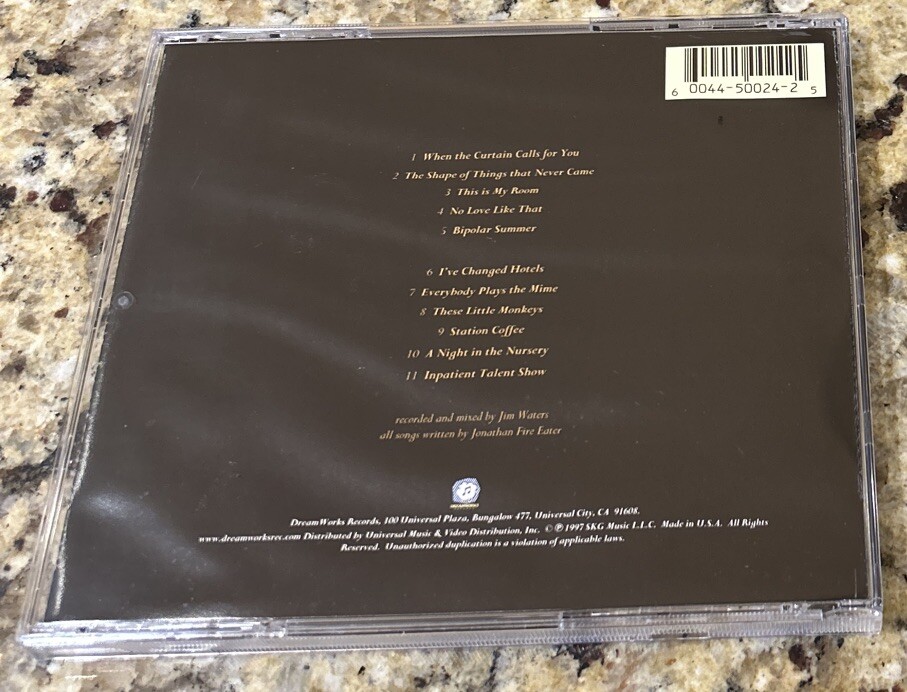 6 0044-50024-2 5
1 When the Curtain Calls for You
2 The Shape of Things that Never Came
3 This is My Room
4 No Love Like That
5 Bipolar Summer
6 I've Changed Hotels
7 Everybody Plays the Mime
8 These Little Monkeys
9 Station Coffee
10 A Night in the Nursery
11 Inpatient Talent Show
recorded and mixed by Jim Waters
all songs written by Jonathan Fire Eater
DreamWorks Records, 100 Universal Plaza, Bungalow 477, Universal City, CA 91608.
www.dreamworksrec.com Distributed by Universal Music & Video Distribution, Inc. © ℗ 1997 SKG Music L.L.C. Made in U.S.A. All Rights
Reserved. Unauthorized duplication is a violation of applicable laws.